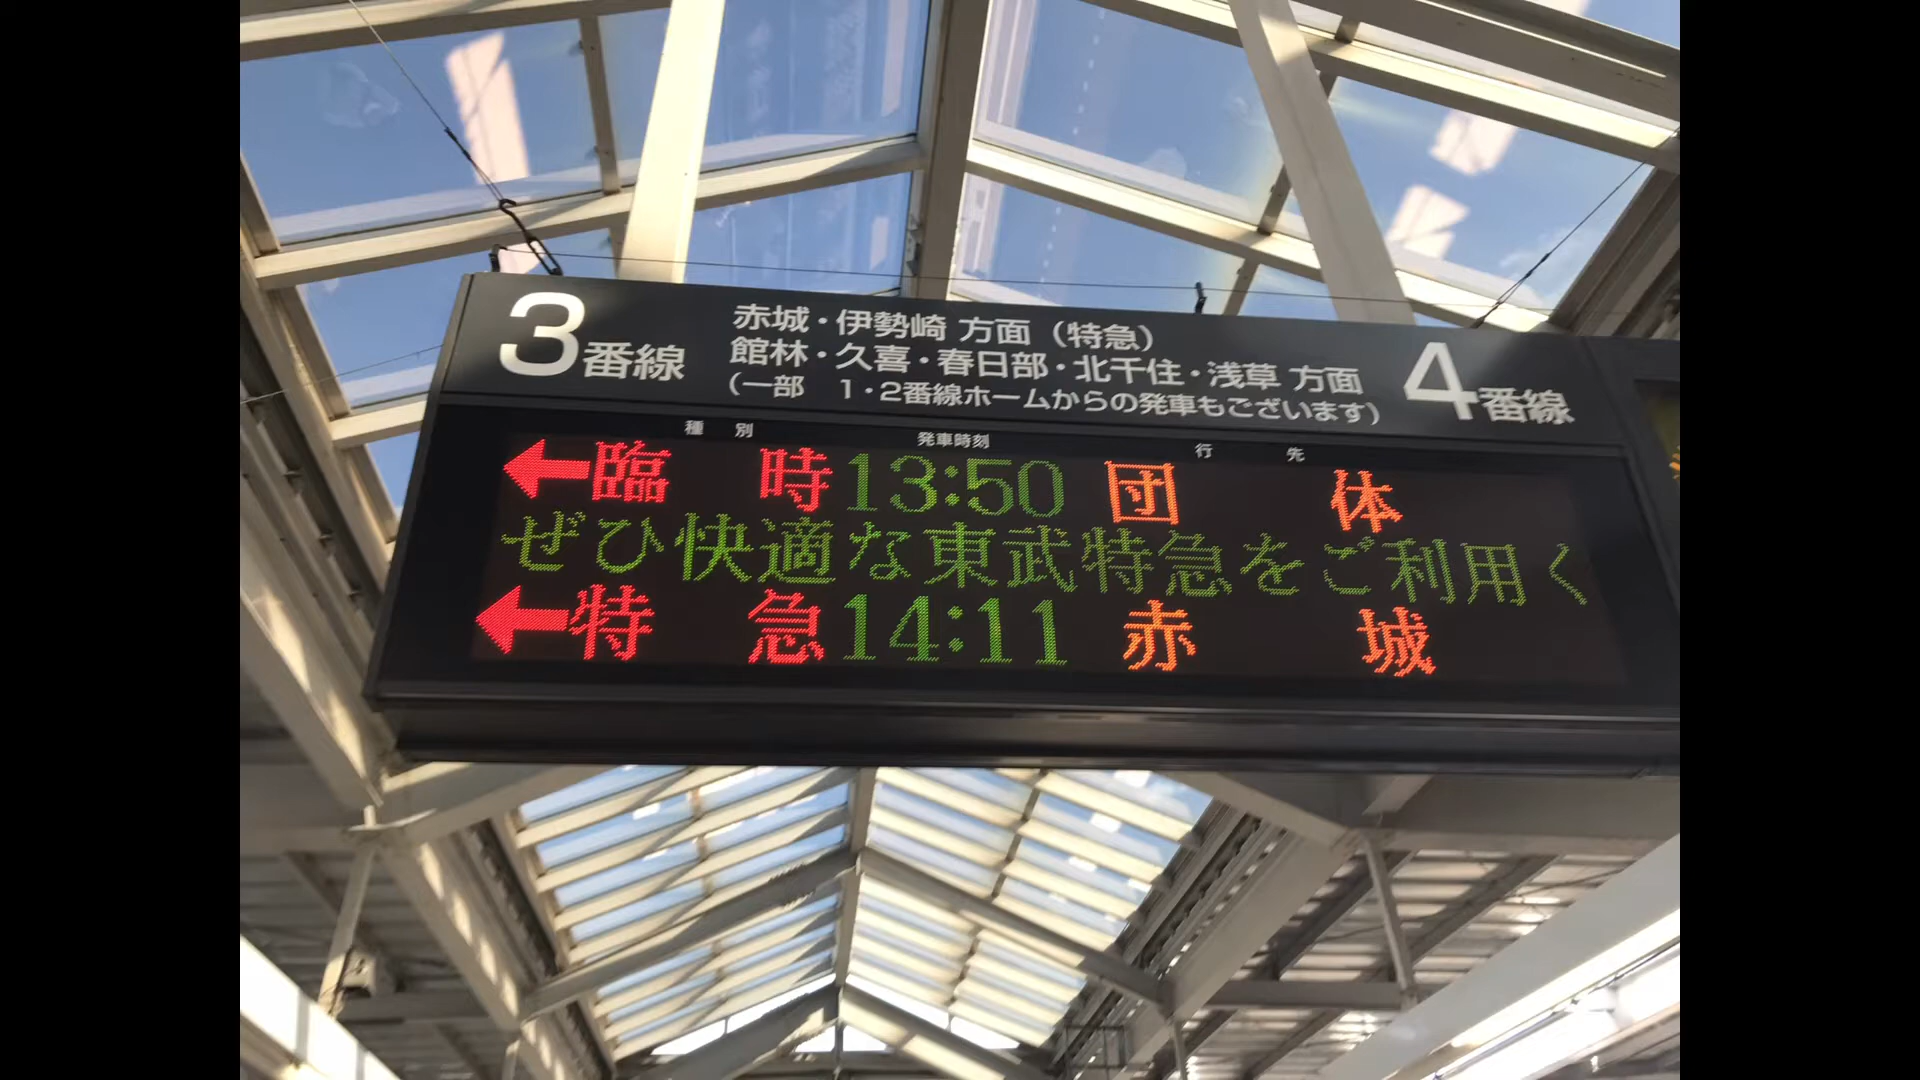 3番線
赤城・伊勢崎 方面（特急）
館林・久喜・春日部・北千住・浅草 方面
（一部　1・2番線ホームからの発車もございます）
4番線
種別 発車時刻 行先
←臨時 13:50 団体
ぜひ快適な東武特急をご利用く
←特急 14:11 赤城